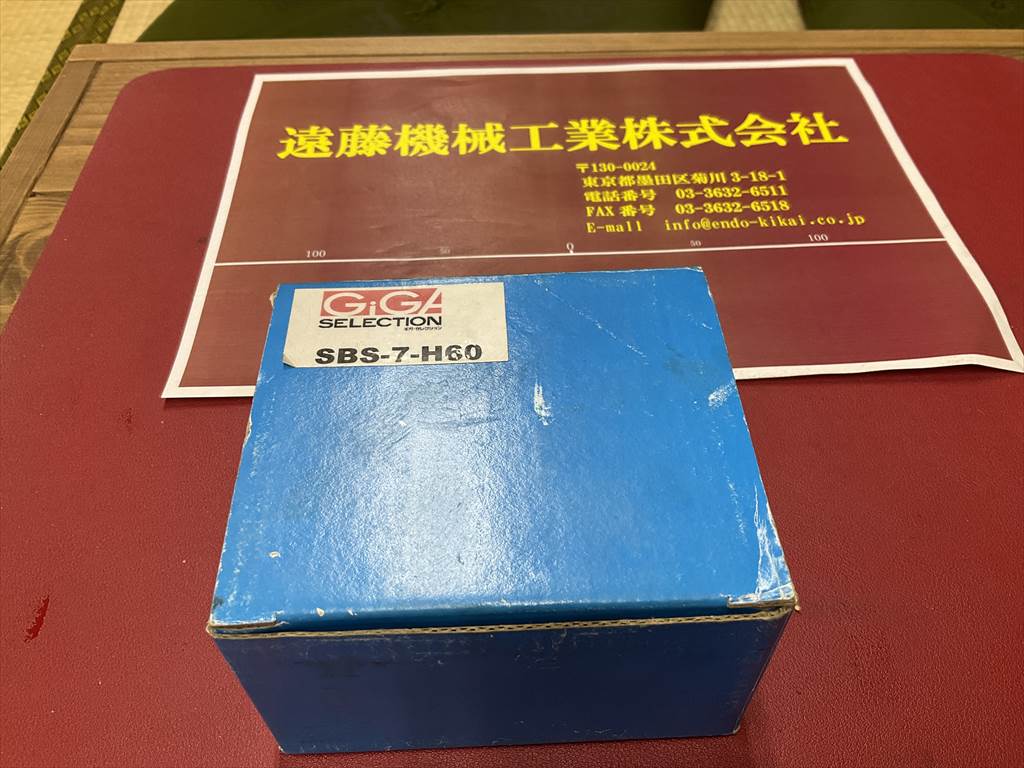 遠藤機械工業株式会社
〒130-0024
東京都墨田区菊川 3-18-1
電話番号 03-3632-6511
FAX 番号 03-3632-6518
E-mail info@endo-kikai.co.jp
100 50 0 50 100
GiGA
SELECTION
ギガ・セレクション
SBS-7-H60